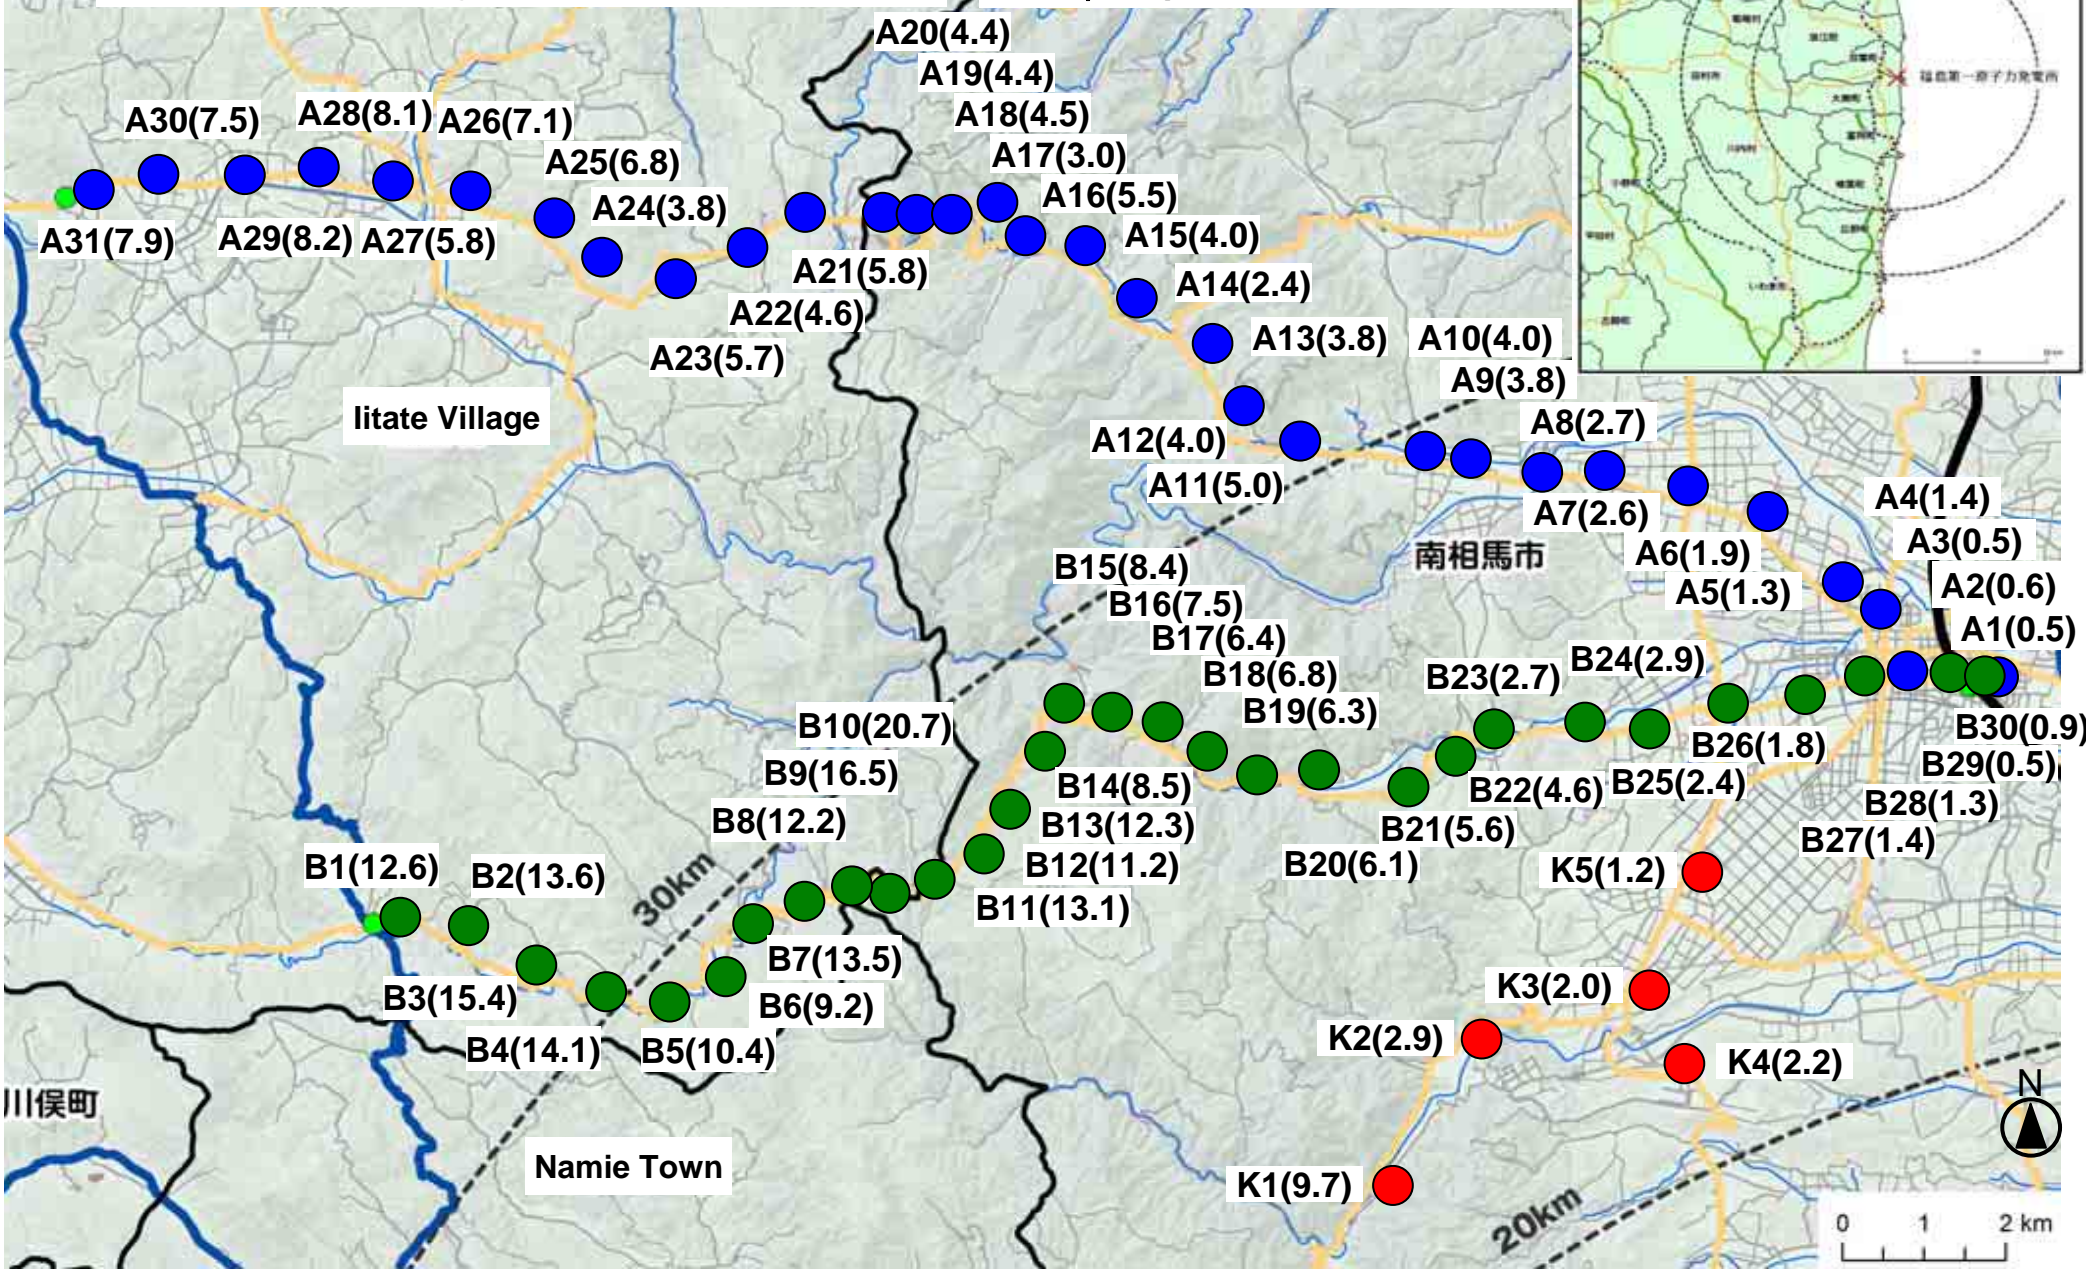 A20(4.4)
A19(4.4)
A18(4.5)
A17(3.0)
A16(5.5)
A15(4.0)
A14(2.4)
A13(3.8)
A10(4.0)
A9(3.8)
A8(2.7)
A7(2.6)
A6(1.9)
A5(1.3)
A4(1.4)
A3(0.5)
A2(0.6)
A1(0.5)
A12(4.0)
A11(5.0)
A30(7.5)
A28(8.1)
A26(7.1)
A25(6.8)
A24(3.8)
A31(7.9)
A29(8.2)
A27(5.8)
A21(5.8)
A22(4.6)
A23(5.7)
Iitate Village
南相馬市
福島第一原子力発電所
B15(8.4)
B16(7.5)
B17(6.4)
B18(6.8)
B19(6.3)
B23(2.7)
B24(2.9)
B10(20.7)
B9(16.5)
B8(12.2)
B14(8.5)
B13(12.3)
B12(11.2)
B11(13.1)
B22(4.6)
B25(2.4)
B26(1.8)
B30(0.9)
B29(0.5)
B28(1.3)
B27(1.4)
B21(5.6)
B20(6.1)
B1(12.6)
B2(13.6)
30km
B3(15.4)
B4(14.1)
B5(10.4)
B7(13.5)
B6(9.2)
K5(1.2)
K3(2.0)
K2(2.9)
K4(2.2)
K1(9.7)
川俣町
Namie Town
20km
N
0 1 2 km